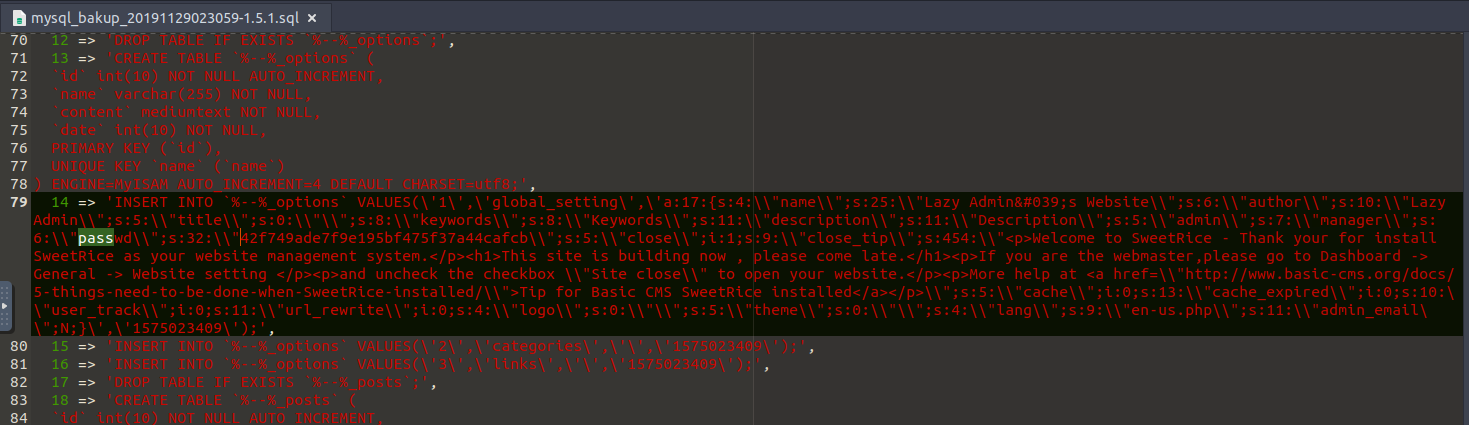 mysql_bakup_20191129023059-1.5.1.sql ×
70 12 => 'DROP TABLE IF EXISTS `%--%_options`;',
71 13 => 'CREATE TABLE `%--%_options` (
72 `id` int(10) NOT NULL AUTO_INCREMENT,
73 `name` varchar(255) NOT NULL,
74 `content` mediumtext NOT NULL,
75 `date` int(10) NOT NULL,
76 PRIMARY KEY (`id`),
77 UNIQUE KEY `name` (`name`)
78 ) ENGINE=MyISAM AUTO_INCREMENT=4 DEFAULT CHARSET=utf8;',
79 14 => 'INSERT INTO `%--%_options` VALUES(\'1\',\'global_setting\',\'a:17:{s:4:\\"name\\";s:25:\\"Lazy Admin&#039;s Website\\";s:6:\\"author\\";s:10:\\"Lazy
Admin\\";s:5:\\"title\\";s:0:\\"\\";s:8:\\"keywords\\";s:8:\\"Keywords\\";s:11:\\"description\\";s:11:\\"Description\\";s:5:\\"admin\\";s:7:\\"manager\\";s:
6:\\"passwd\\";s:32:\\"42f749ade7f9e195bf475f37a44cafcb\\";s:5:\\"close\\";i:1;s:9:\\"close_tip\\";s:454:\\"<p>Welcome to SweetRice - Thank your for install
SweetRice as your website management system.</p><h1>This site is building now , please come late.</h1><p>If you are the webmaster,please go to Dashboard ->
General -> Website setting </p><p>and uncheck the checkbox \\"Site close\\" to open your website.</p><p>More help at <a href=\\"http://www.basic-cms.org/docs/
5-things-need-to-be-done-when-SweetRice-installed/\\">Tip for Basic CMS SweetRice installed</a></p>\\";s:5:\\"cache\\";i:0;s:13:\\"cache_expired\\";i:0;s:10:\
\"user_track\\";i:0;s:11:\\"url_rewrite\\";i:0;s:4:\\"logo\\";s:0:\\"\\";s:5:\\"theme\\";s:0:\\"\\";s:4:\\"lang\\";s:9:\\"en-us.php\\";s:11:\\"admin_email\
\";N;}\',\'1575023409\');',
80 15 => 'INSERT INTO `%--%_options` VALUES(\'2\',\'categories\',\'\',\'1575023409\');',
81 16 => 'INSERT INTO `%--%_options` VALUES(\'3\',\'links\',\'\',\'1575023409\');',
82 17 => 'DROP TABLE IF EXISTS `%--%_posts`;',
83 18 => 'CREATE TABLE `%--%_posts` (
84 `id` int(10) NOT NULL AUTO_INCREMENT,